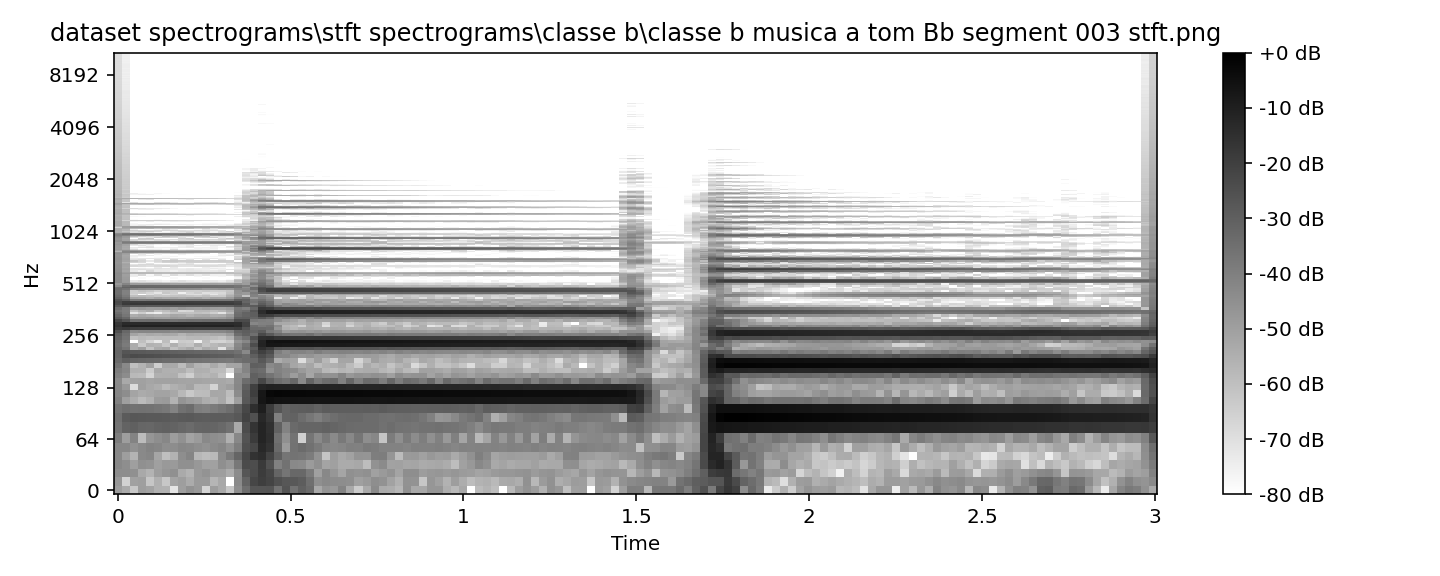 dataset spectrograms\stft spectrograms\classe b\classe b musica a tom Bb segment 003 stft.png
+0 dB
8192
-10 dB
4096
-20 dB
2048
-30 dB
1024
-40 dB
Hz
512
-50 dB
256
-60 dB
128
64
-70 dB
0
-80 dB
0 0.5 1 1.5 2 2.5 3
Time